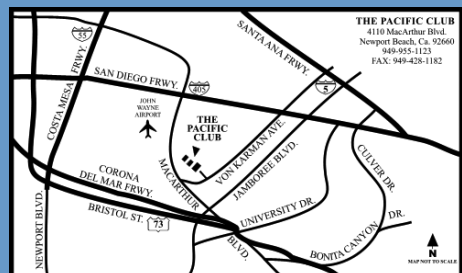 THE PACIFIC CLUB
4110 MacArthur Blvd.
Newport Beach, Ca. 92660
949-955-1123
FAX: 949-428-1182
55
SANTA ANA FRWY.
COSTA MESA FRWY.
SAN DIEGO FRWY.
405
5
JOHN
WAYNE
AIRPORT
THE
PACIFIC
CLUB
VON KARMAN AVE.
JAMBOREE BLVD.
CULVER DR.
CORONA
DEL MAR FRWY.
MACARTHUR
BLVD.
BRISTOL ST.
73
UNIVERSITY DR.
BONITA CANYON DR.
NEWPORT BLVD.
N
MAP NOT TO SCALE